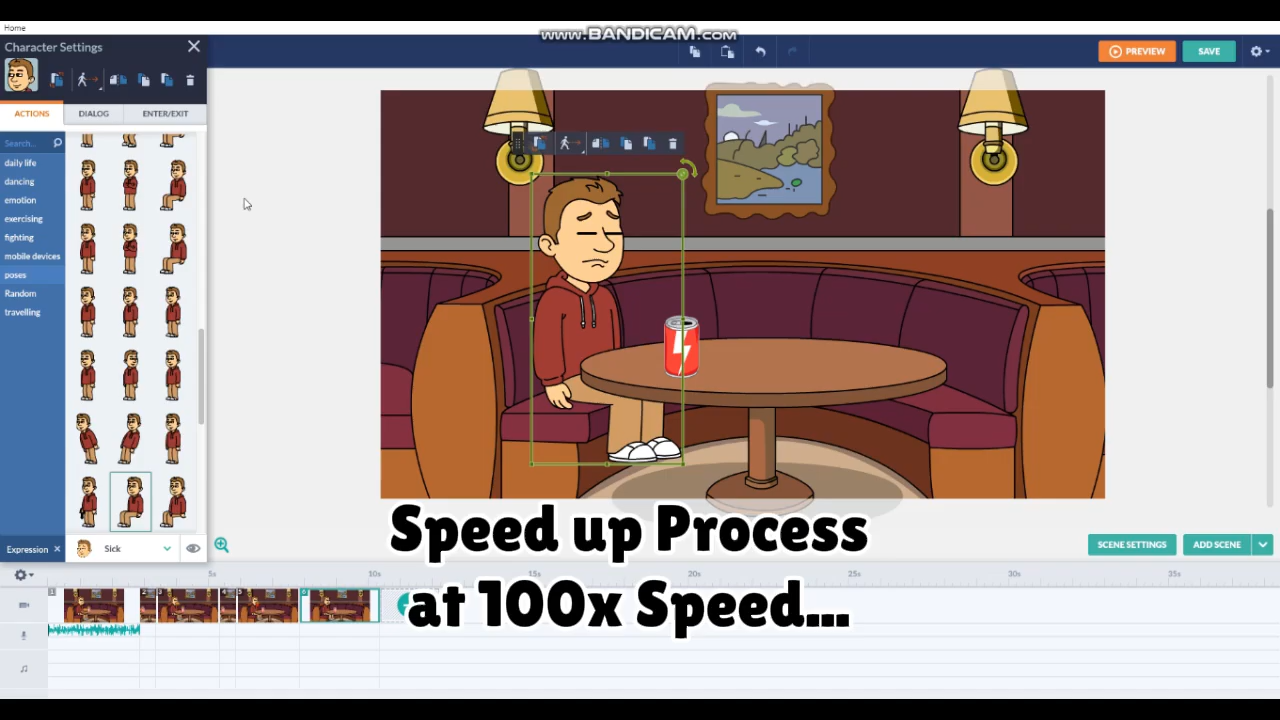 Home
www.BANDICAM.com
Character Settings
PREVIEW
SAVE
ACTIONS
DIALOG
ENTER/EXIT
Search...
daily life
dancing
emotion
exercising
fighting
mobile devices
poses
Random
travelling
Expression
Sick
SCENE SETTINGS
ADD SCENE
Speed up Process
at 100x Speed...
5s
10s
15s
20s
25s
30s
35s